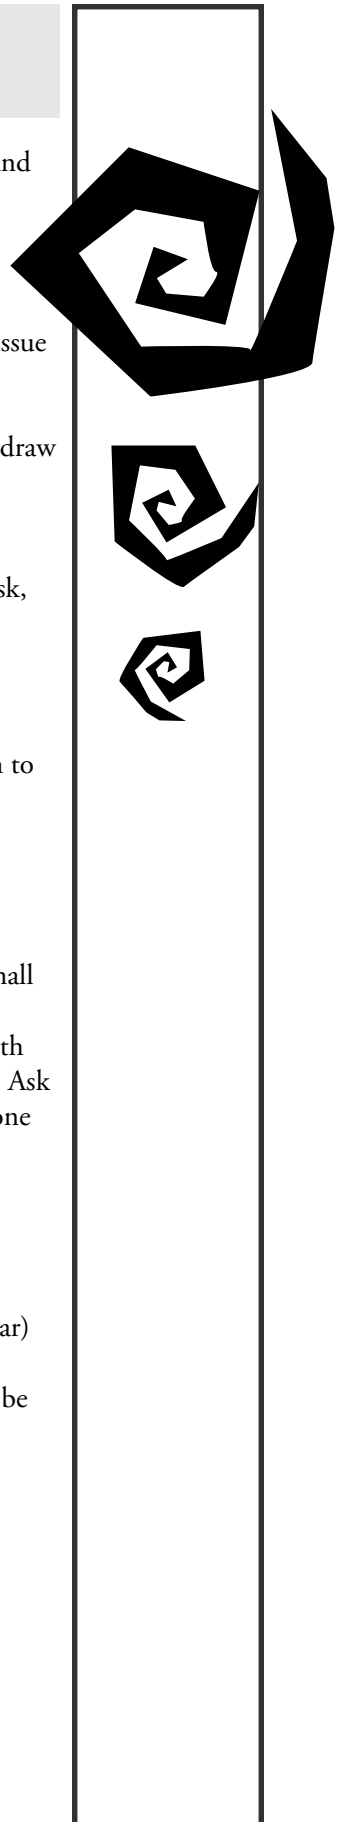 nd
ssue
draw
sk,
to
hall
th
Ask
one
ar)
be